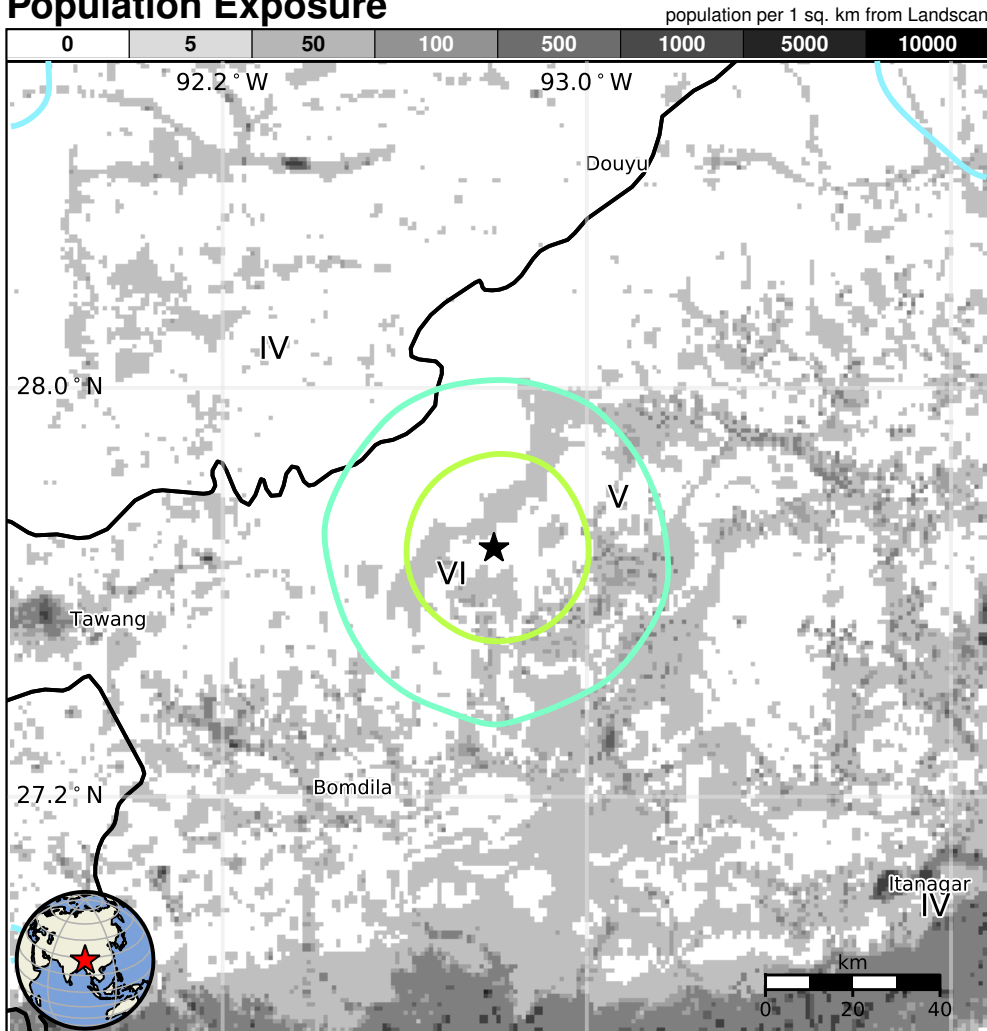 Population Exposure
population per 1 sq. km from Landscan
0 5 50 100 500 1000 5000 10000
92.2°W 93.0°W
Douyu
IV
28.0°N
V
VI
Tawang
Bomdila
27.2°N
Itanagar
IV
km
0 20 40